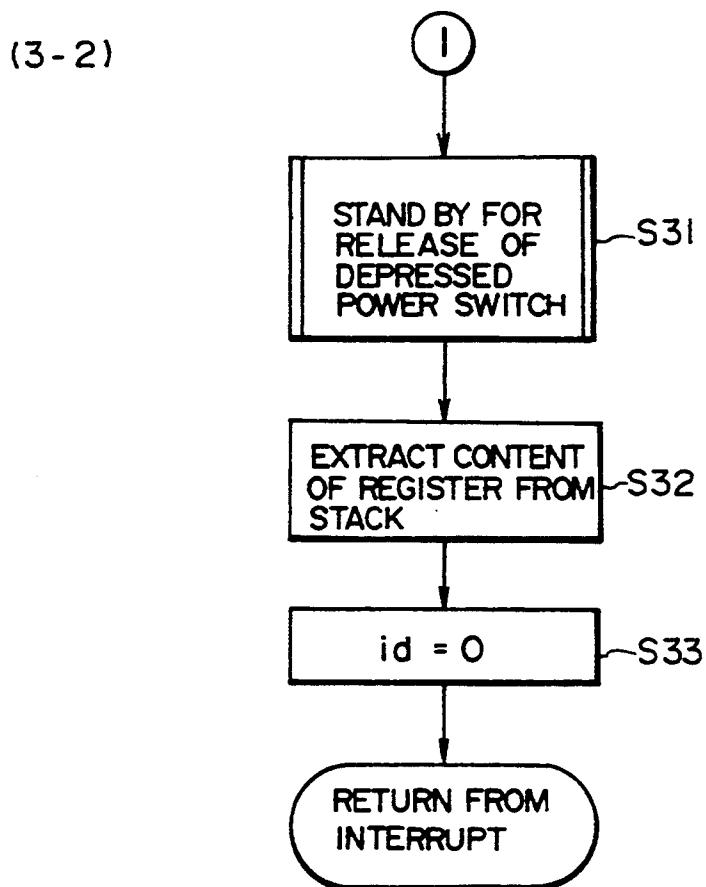 (3-2)
1
STAND BY FOR
RELEASE OF
DEPRESSED
POWER SWITCH
S31
EXTRACT CONTENT
OF REGISTER FROM
STACK
S32
id = 0
S33
RETURN FROM
INTERRUPT